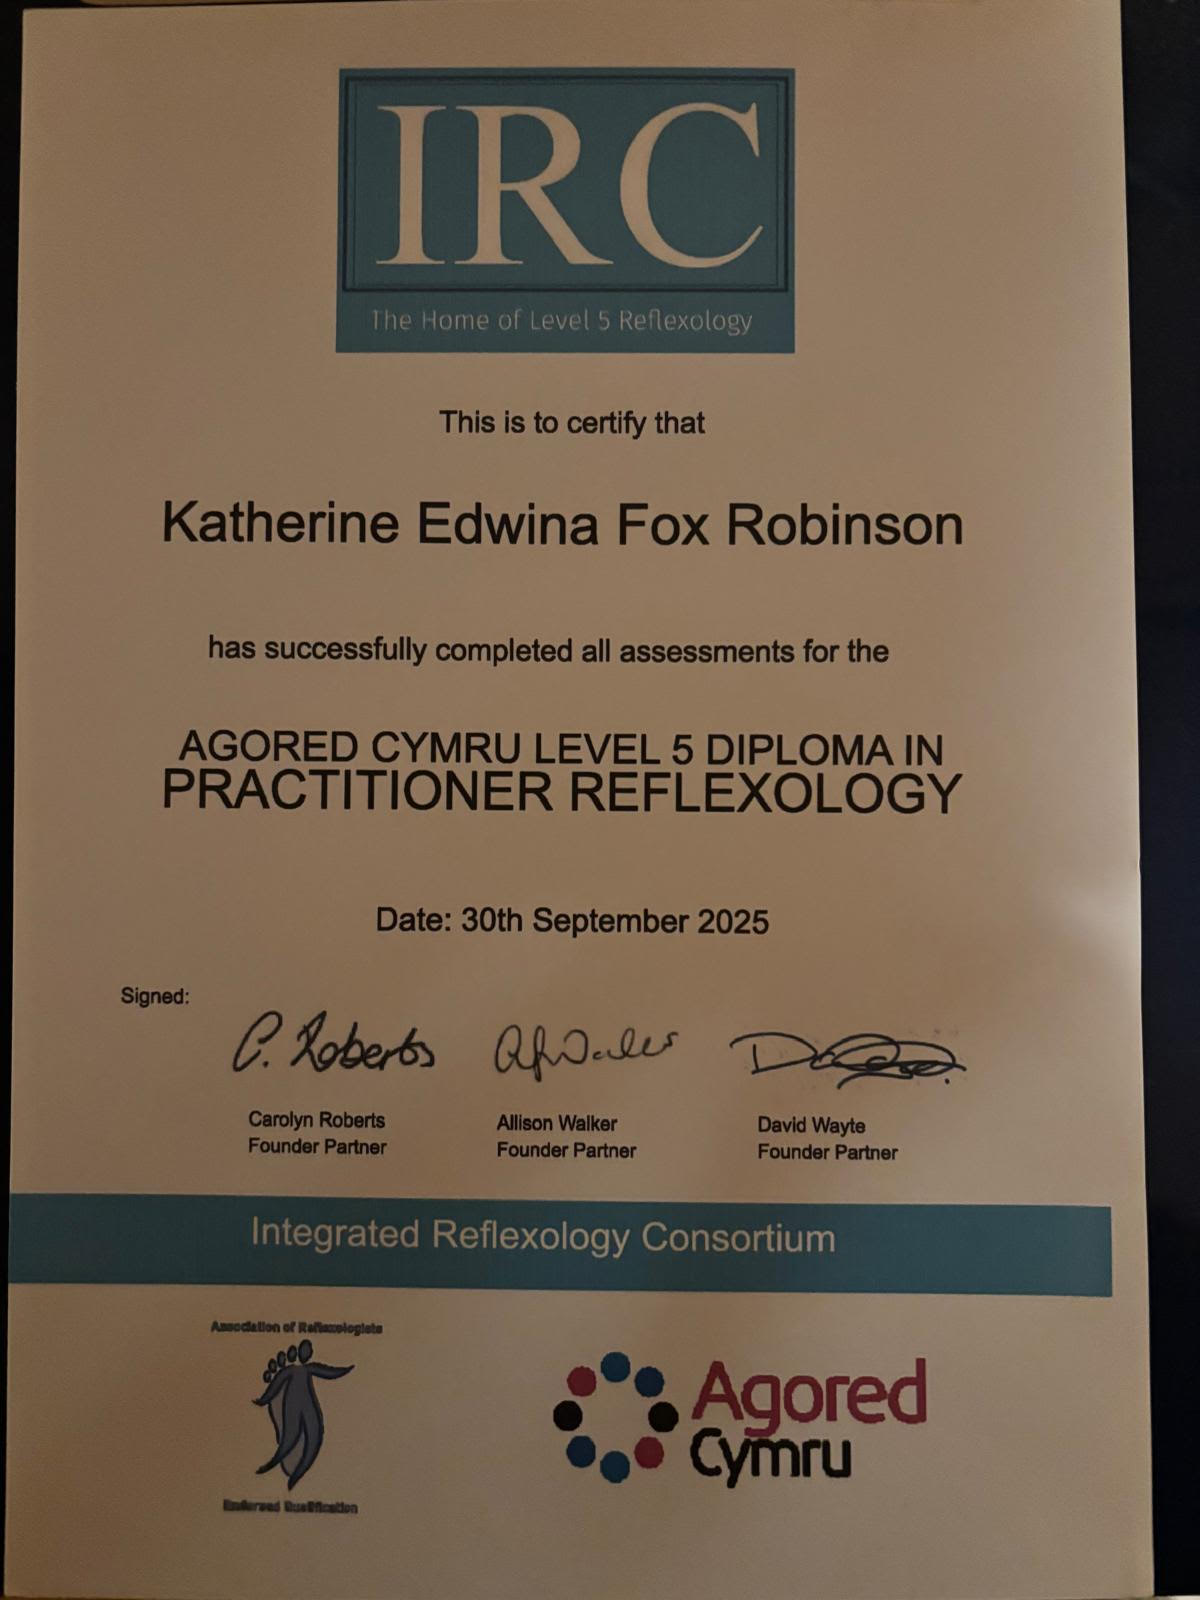 IRC
The Home of Level 5 Reflexology
This is to certify that
Katherine Edwina Fox Robinson
has successfully completed all assessments for the
AGORED CYMRU LEVEL 5 DIPLOMA IN
PRACTITIONER REFLEXOLOGY
Date: 30th September 2025
Signed:
C. Roberts
Carolyn Roberts
Founder Partner
Allison Walker
Founder Partner
David Wayte
Founder Partner
Integrated Reflexology Consortium
Association of Reflexologists
Endorsed Qualification
Agored
Cymru